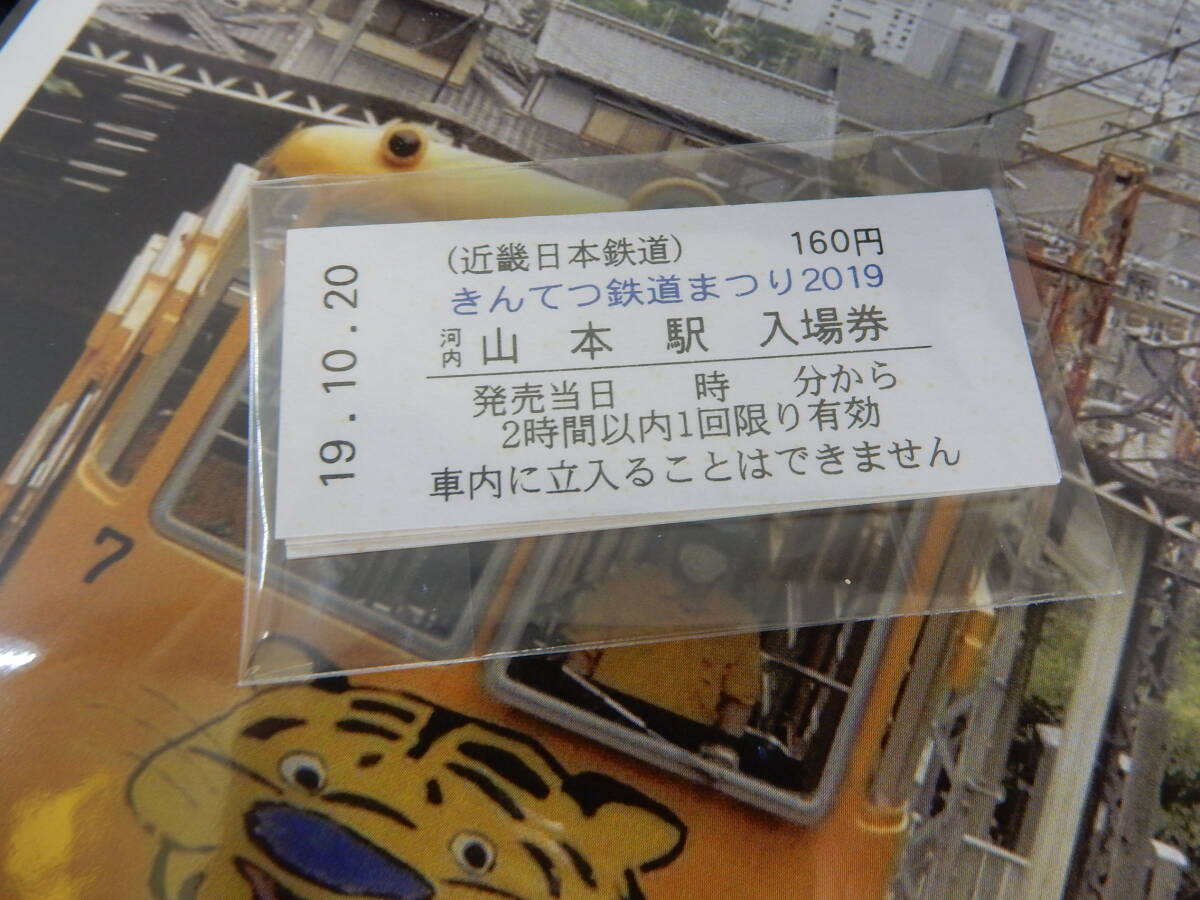 19.10.20
(近畿日本鉄道) 160円
きんてつ鉄道まつり2019
河内 山本駅 入場券
発売当日 時 分から
2時間以内1回限り有効
車内に立入ることはできません
7